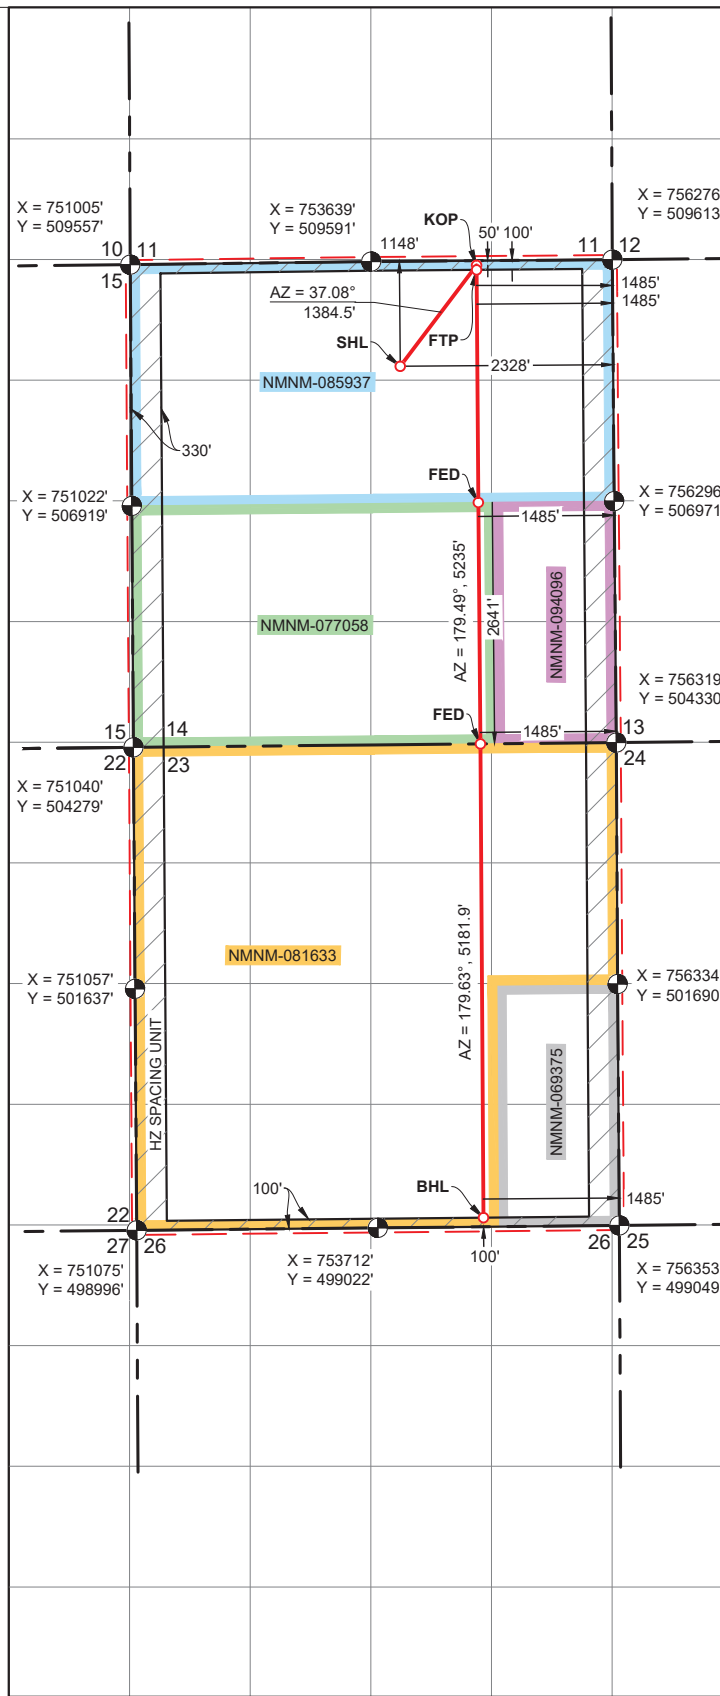 X = 751005'
Y = 509557'
X = 753639'
Y = 509591'
X = 756276
Y = 509613
KOP
1148'
50' 100'
10 11
15
11 12
1485'
1485'
AZ = 37.08°
1384.5'
SHL
FTP
2328'
NMNM-085937
330'
FED
X = 751022'
Y = 506919'
X = 756296
Y = 506971
1485'
NMNM-077058
AZ = 179.49°, 5235'
2641'
NMNM-094096
X = 756319
Y = 504330
FED
15 14
22 23
1485'
13
24
X = 751040'
Y = 504279'
NMNM-081633
AZ = 179.63°, 5181.9'
X = 751057'
Y = 501637'
X = 756334
Y = 501690
HZ SPACING UNIT
NMNM-069375
100'
BHL
1485'
22
27 26
26 25
100'
X = 751075'
Y = 498996'
X = 753712'
Y = 499022'
X = 756353
Y = 499049